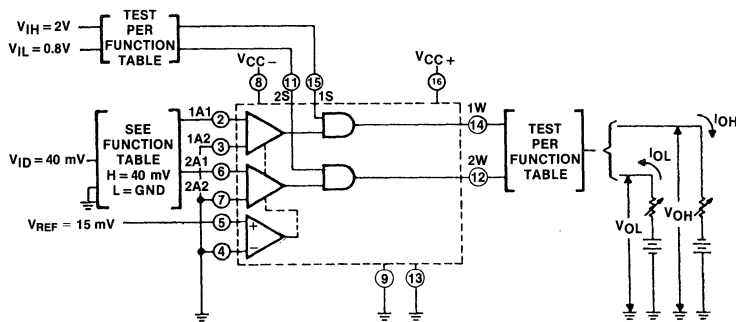 VIH = 2V
VIL = 0.8V
TEST
PER
FUNCTION
TABLE
VCC-
8
11
15
2S
1S
VCC+
16
VID = 40 mV
SEE
FUNCTION
TABLE
H = 40 mV
L = GND
1A1
2
1A2
3
2A1
6
2A2
7
VREF = 15 mV
5
4
+
−
1W
14
2W
12
9
13
TEST
PER
FUNCTION
TABLE
IOL
VOL
VOH
IOH